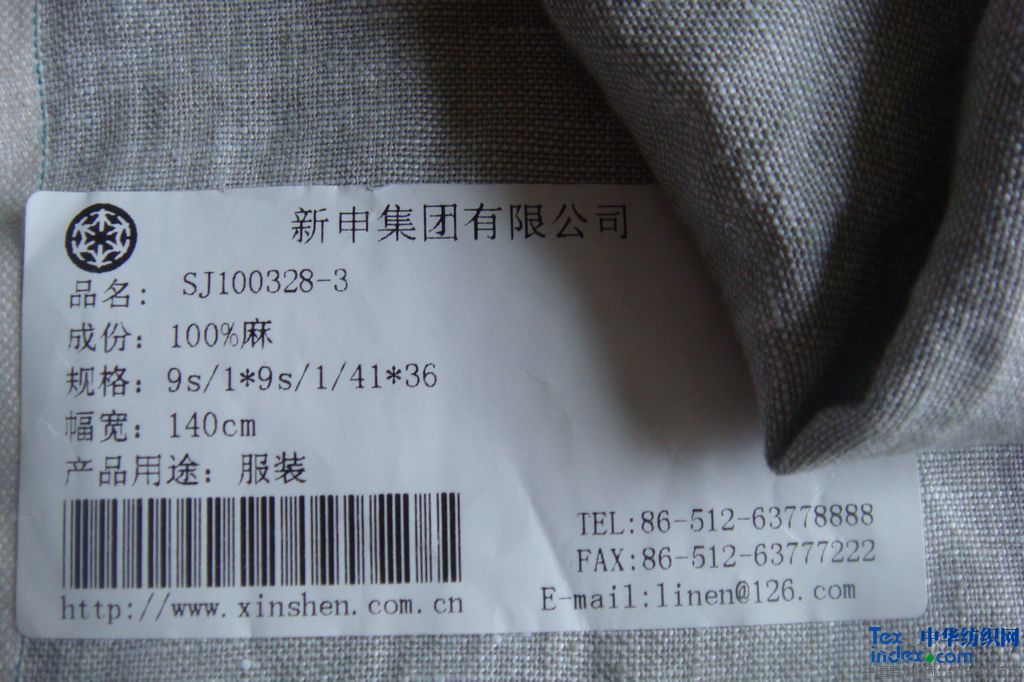 新申集团有限公司
品名: SJ100328-3
成份: 100%麻
规格: 9s/1*9s/1/41*36
幅宽: 140cm
产品用途: 服装
TEL:86-512-63778888
FAX:86-512-63777222
http://www.xinshen.com.cn
E-mail:linen@126.com
Tex 中华纺织网
index.com